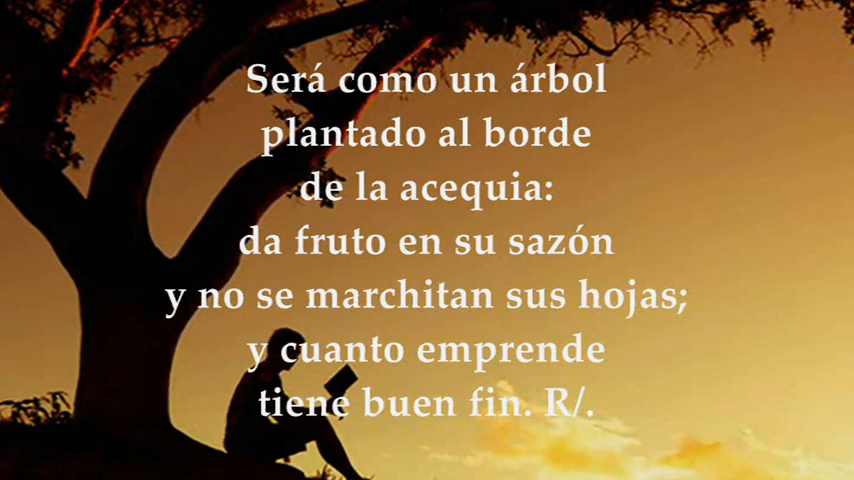 Será como un árbol
plantado al borde
de la acequia:
da fruto en su sazón
y no se marchitan sus hojas;
y cuanto emprende
tiene buen fin. R/.